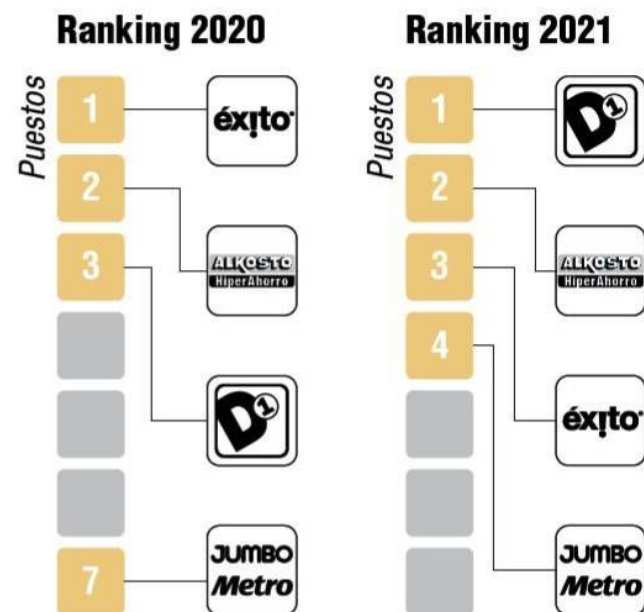 Ranking 2020
Puestos
1
éxito
2
ALKOSTO
HiperAhorro
3
D1
7
JUMBO
Metro
Ranking 2021
Puestos
1
D1
2
ALKOSTO
HiperAhorro
3
4
éxito
JUMBO
Metro